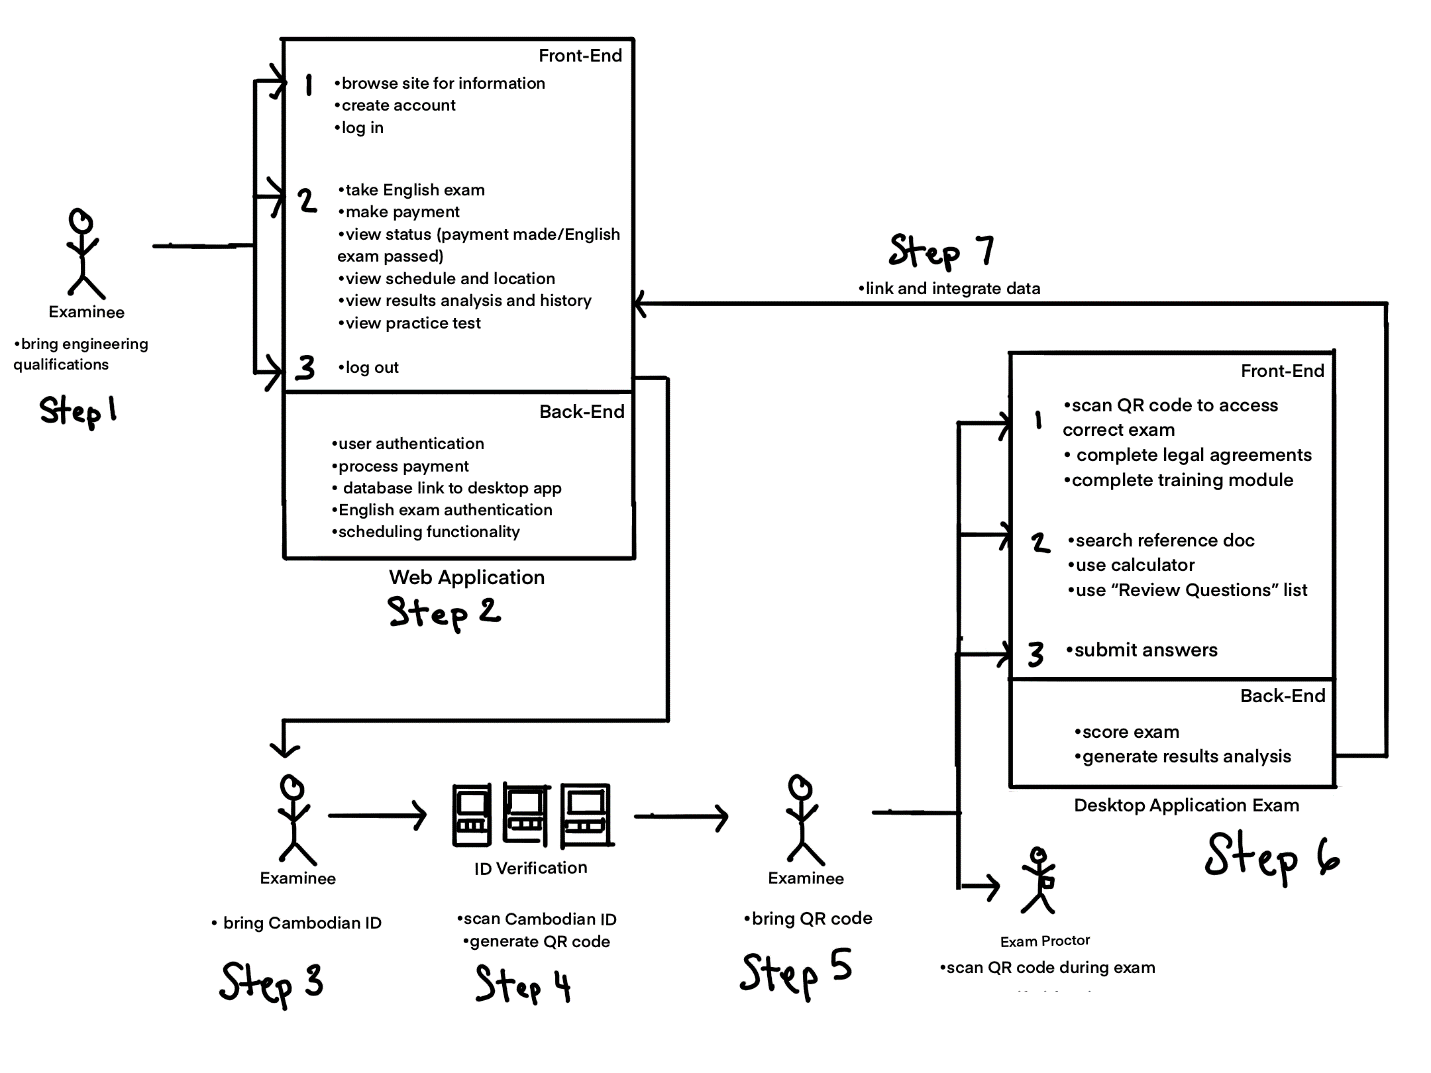 Front-End
1
•browse site for information
•create account
•log in
2
•take English exam
•make payment
•view status (payment made/English
exam passed)
•view schedule and location
•view results analysis and history
•view practice test
3
•log out
Back-End
•user authentication
•process payment
• database link to desktop app
•English exam authentication
•scheduling functionality
Web Application
Step 2
Examinee
•bring engineering
qualifications
Step 1
Step 7
•link and integrate data
Front-End
1
•scan QR code to access
correct exam
• complete legal agreements
•complete training module
2
•search reference doc
•use calculator
•use “Review Questions” list
3
•submit answers
Back-End
•score exam
•generate results analysis
Desktop Application Exam
Step 6
Examinee
• bring Cambodian ID
Step 3
ID Verification
•scan Cambodian ID
•generate QR code
Step 4
Examinee
•bring QR code
Step 5
Exam Proctor
•scan QR code during exam